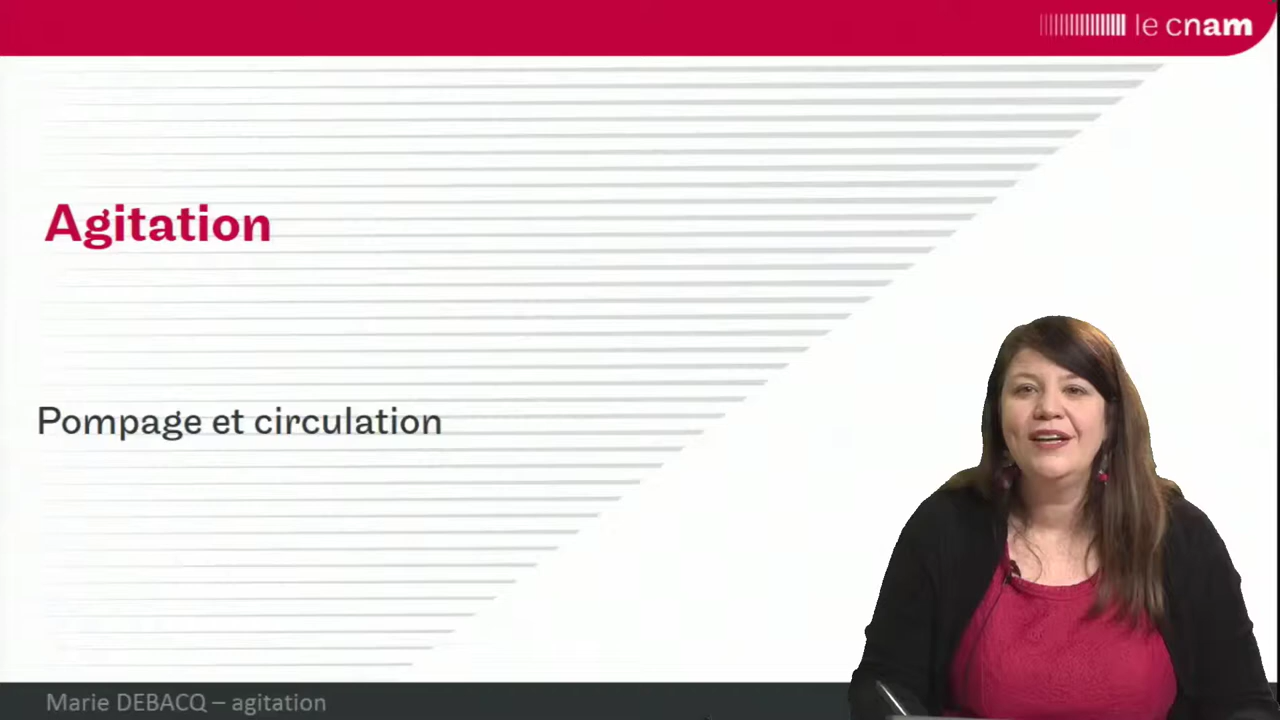 le cnam
Agitation
Pompage et circulation
Marie DEBACQ – agitation